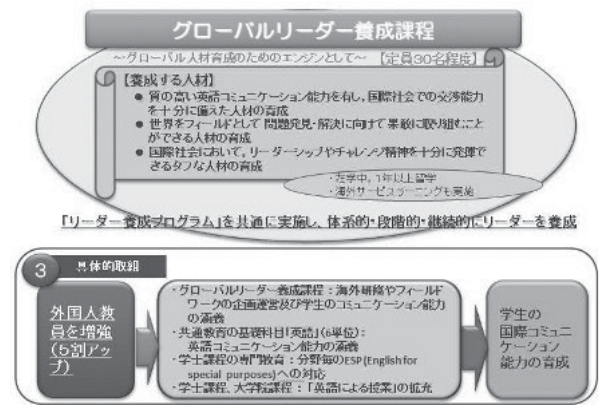 グローバルリーダー養成課程
～グローバル人材育成のためのエンジンとして～ 【定員30名程度】
【養成する人材】
● 質の高い英語コミュニケーション能力を有し、国際社会での交渉能力
を十分に備えた人材の育成
● 世界をフィールドとして問題発見・解決に向けて果敢に取り組むこと
ができる人材の育成
● 国際社会において、リーダーシップやチャレンジ精神を十分に発揮で
きるタフな人材の育成
・在学中、1年以上留学
・海外サービスラーニングも実施
「リーダー養成プログラム」を共通に実施し、体系的・段階的・継続的にリーダーを養成
3 具体的取組
外国人教
員を増強
(5割アッ
プ)
・グローバルリーダー養成課程：海外研修やフィールド
ワークの企画運営及び学生のコミュニケーション能力
の涵養
・共通教育の基礎科目「英語」(6単位)：
英語コミュニケーション能力の涵養
・学士課程の専門教育：分野毎のESP(English for
special purposes)への対応
・学士課程、大学院課程：「英語による授業」の拡充
学生の
国際コミュニ
ケーション
能力の育成